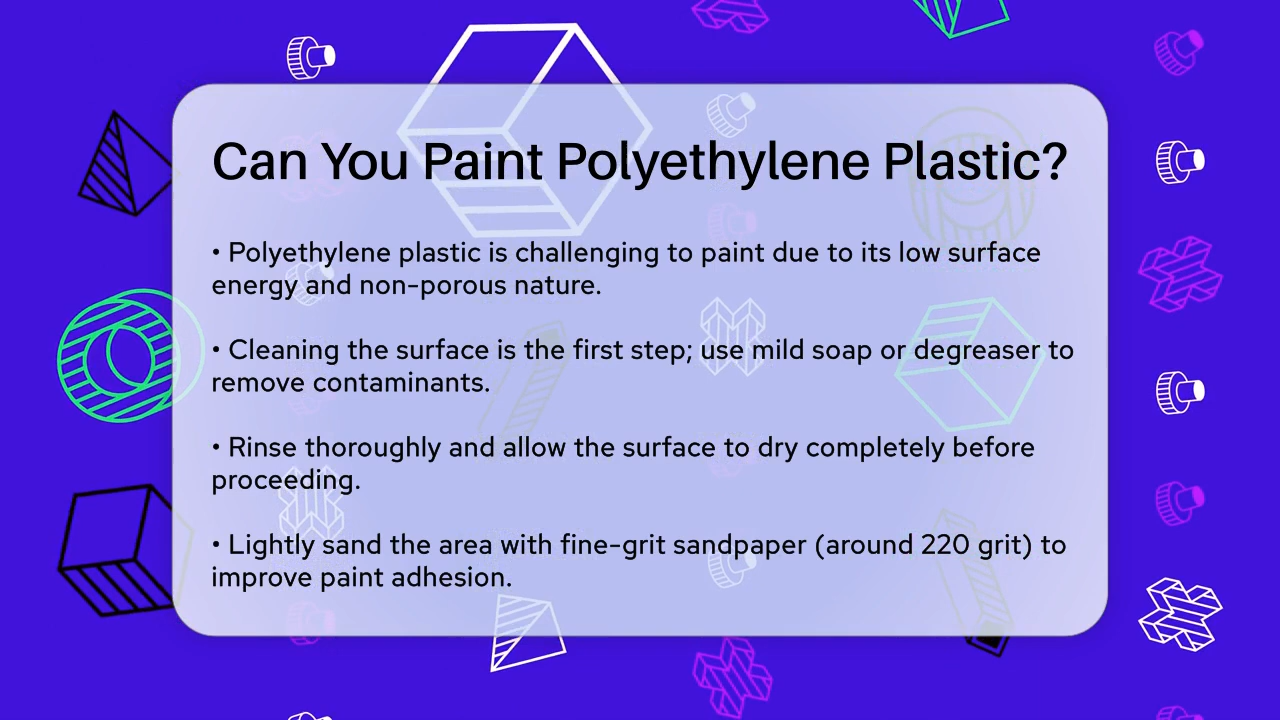 Can You Paint Polyethylene Plastic?
• Polyethylene plastic is challenging to paint due to its low surface
energy and non-porous nature.
• Cleaning the surface is the first step; use mild soap or degreaser to
remove contaminants.
• Rinse thoroughly and allow the surface to dry completely before
proceeding.
• Lightly sand the area with fine-grit sandpaper (around 220 grit) to
improve paint adhesion.